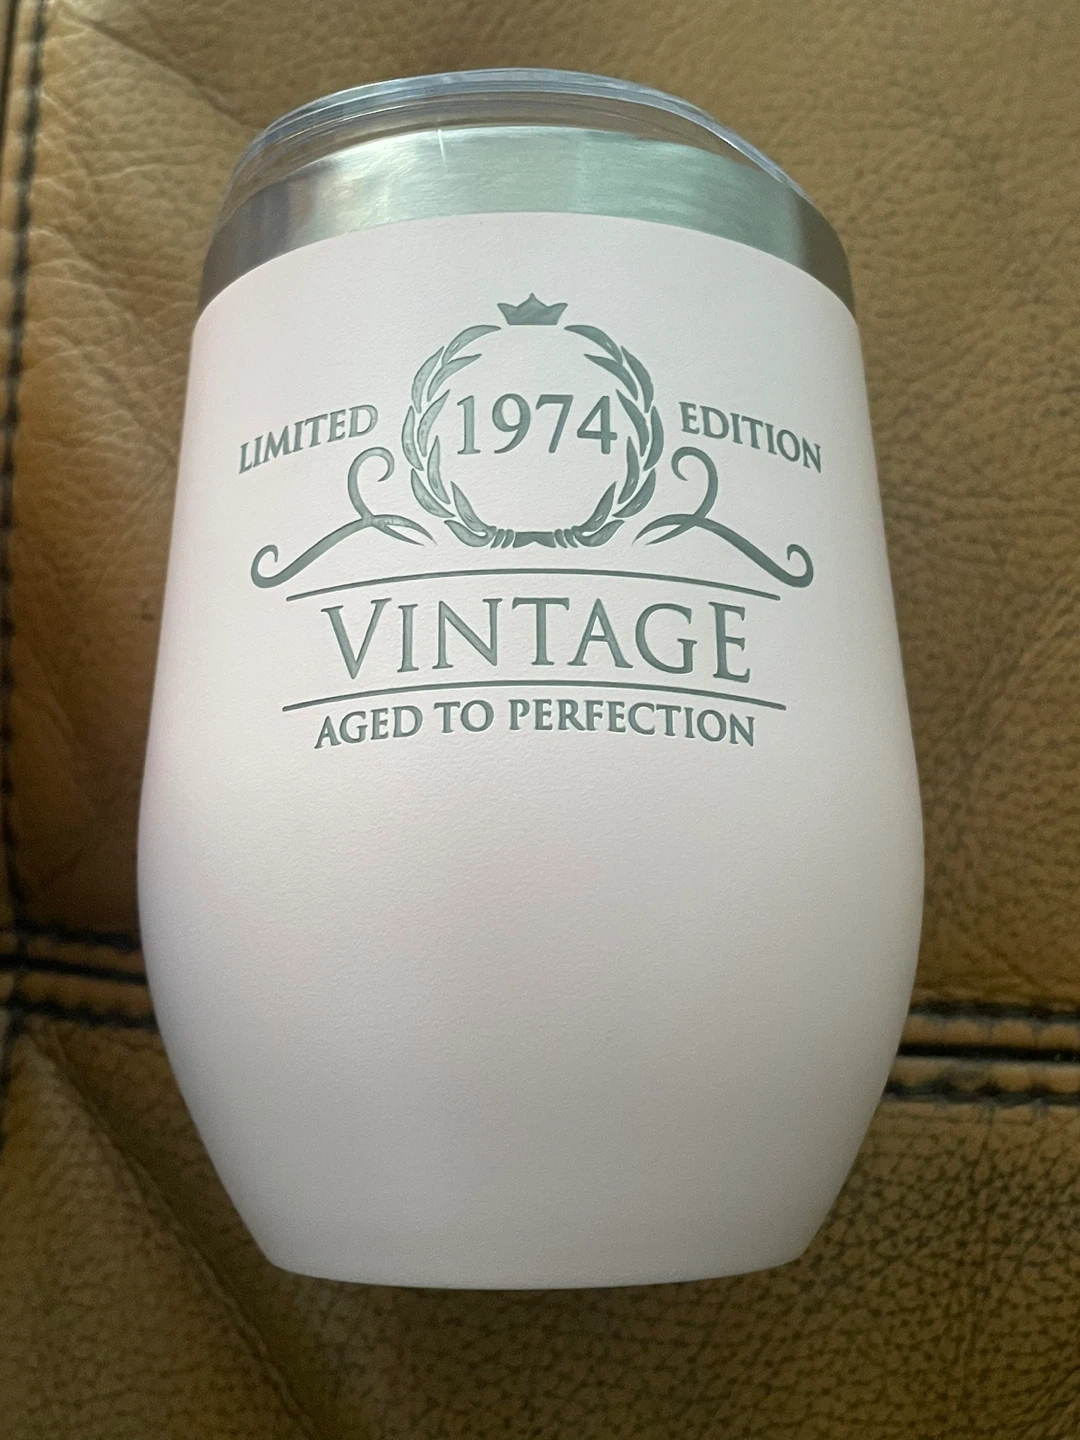 LIMITED 1974 EDITION
VINTAGE
AGED TO PERFECTION